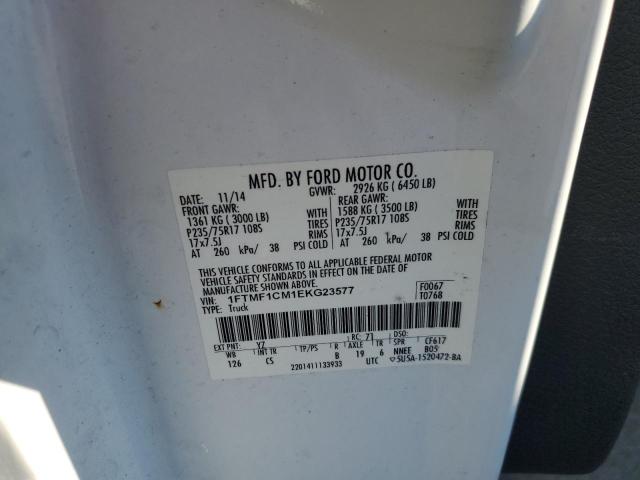 MFD. BY FORD MOTOR CO.
DATE: 11/14 GVWR: 2926 KG ( 6450 LB)
FRONT GAWR: REAR GAWR:
1361 KG ( 3000 LB) WITH 1588 KG ( 3500 LB) WITH
P235/75R17 108S TIRES P235/75R17 108S TIRES
17x7.5J RIMS 17x7.5J RIMS
AT 260 kPa/ 38 PSI COLD AT 260 kPa/ 38 PSI COLD
THIS VEHICLE CONFORMS TO ALL APPLICABLE FEDERAL MOTOR
VEHICLE SAFETY STANDARDS IN EFFECT ON THE DATE OF
MANUFACTURE SHOWN ABOVE.
VIN: 1FTMF1CM1EKG23577 F0067
TYPE: Truck T0768
EXT PNT: YZ RC: 71 DSO:
WB INT TR TP/PS R AXLE TR SPR CF617
126 CS B 19 6 NNEE B05
2201411133933 UTC 5U5A-1520472-BA